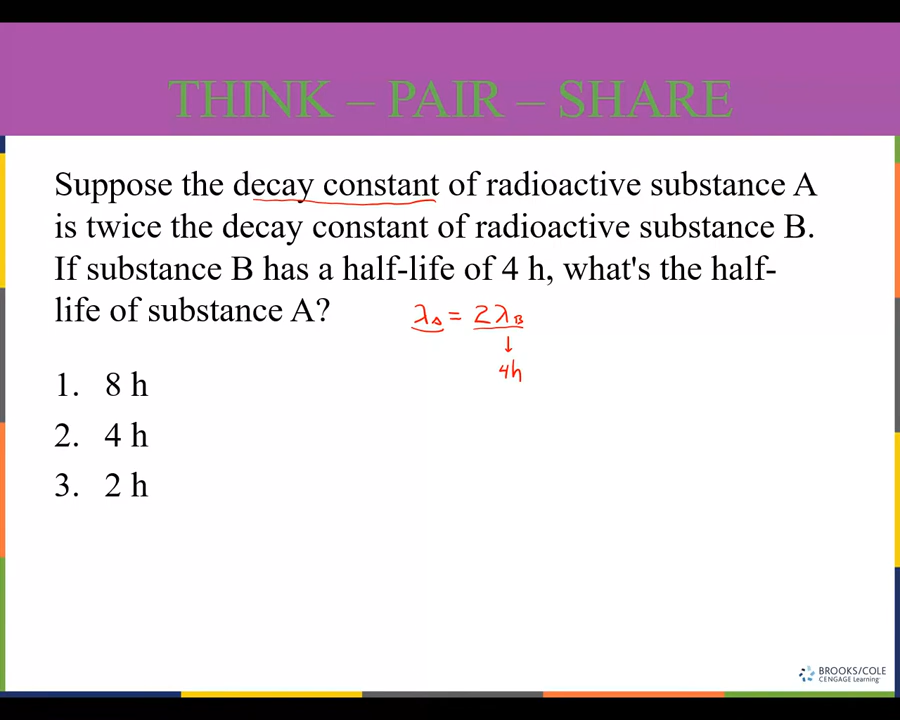 THINK – PAIR – SHARE
Suppose the decay constant of radioactive substance A
is twice the decay constant of radioactive substance B.
If substance B has a half-life of 4 h, what's the half-
life of substance A?
λA = 2λB
↓
4h
1. 8 h
2. 4 h
3. 2 h
BROOKS/COLE
CENGAGE Learning